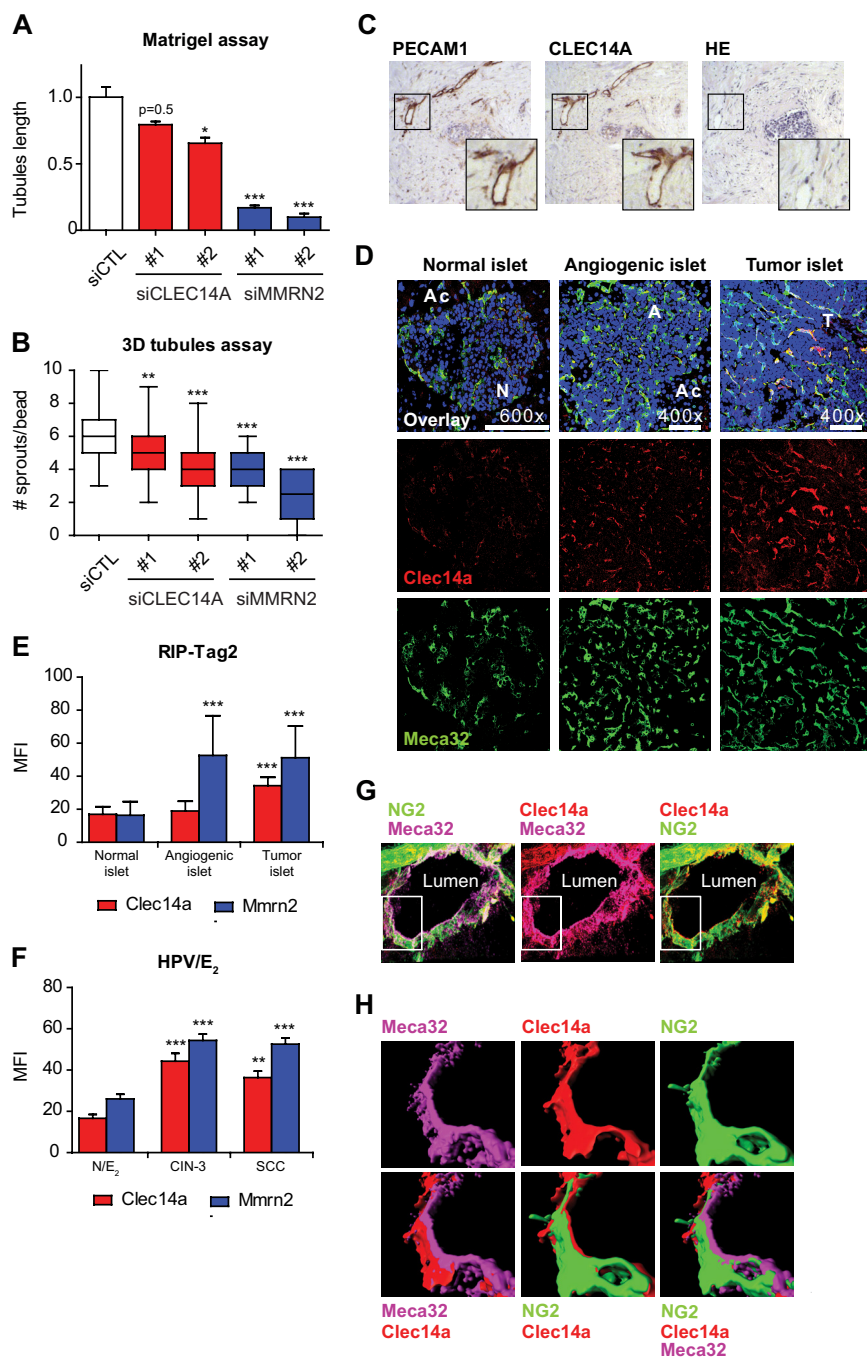 A
Matrigel assay
Tubules length
1.0
0.5
0
p=0.5
*
***
***
siCTL
#1
#2
#1
#2
siCLEC14A
siMMRN2
B
3D tubules assay
# sprouts/bead
10
8
6
4
2
0
**
***
***
***
siCTL
#1
#2
#1
#2
siCLEC14A
siMMRN2
C
PECAM1
CLEC14A
HE
D
Normal islet
Angiogenic islet
Tumor islet
Ac
N
Overlay
600x
A
Ac
400x
T
400x
Clec14a
Meca32
E
RIP-Tag2
MFI
100
80
60
40
20
0
***
***
***
Normal islet
Angiogenic islet
Tumor islet
Clec14a
Mmrn2
F
HPV/E2
MFI
80
60
40
20
0
***
***
**
***
N/E2
CIN-3
SCC
Clec14a
Mmrn2
G
NG2
Meca32
Clec14a
Meca32
Clec14a
NG2
Lumen
Lumen
Lumen
H
Meca32
Clec14a
NG2
Meca32
Clec14a
NG2
Clec14a
NG2
Clec14a
Meca32